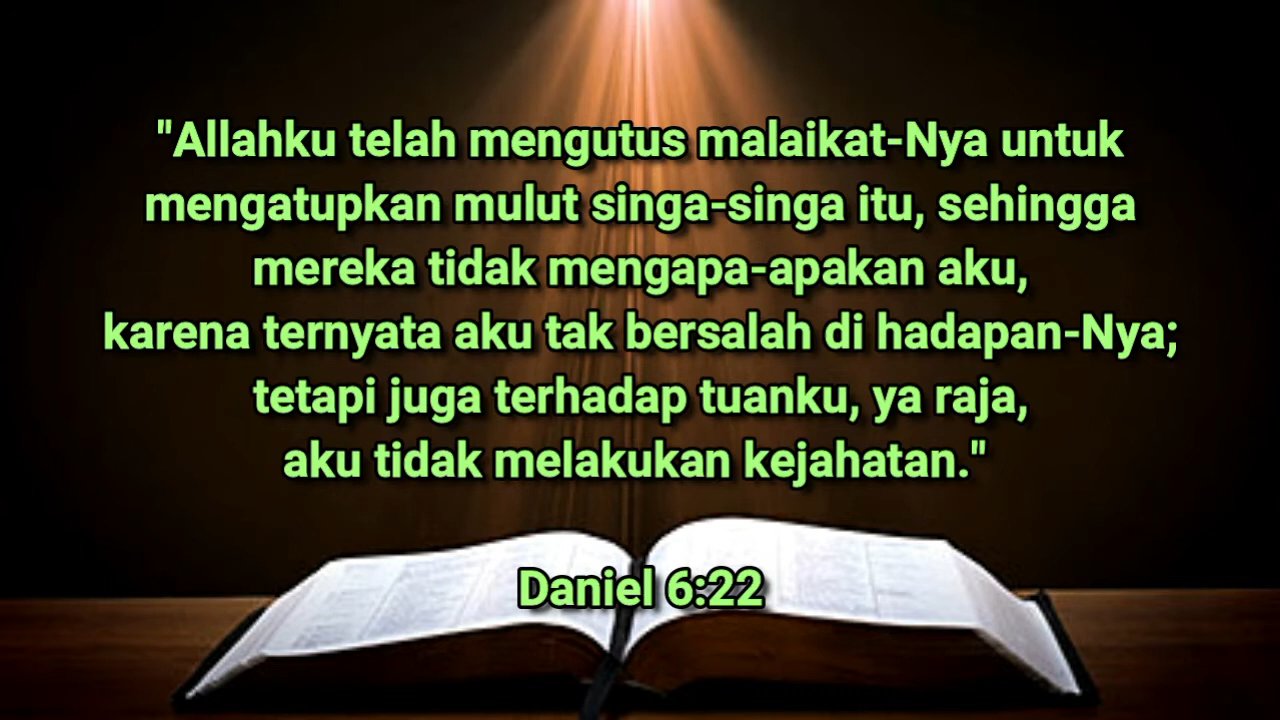 "Allahku telah mengutus malaikat-Nya untuk
mengatupkan mulut singa-singa itu, sehingga
mereka tidak mengapa-apakan aku,
karena ternyata aku tak bersalah di hadapan-Nya;
tetapi juga terhadap tuanku, ya raja,
aku tidak melakukan kejahatan."
Daniel 6:22